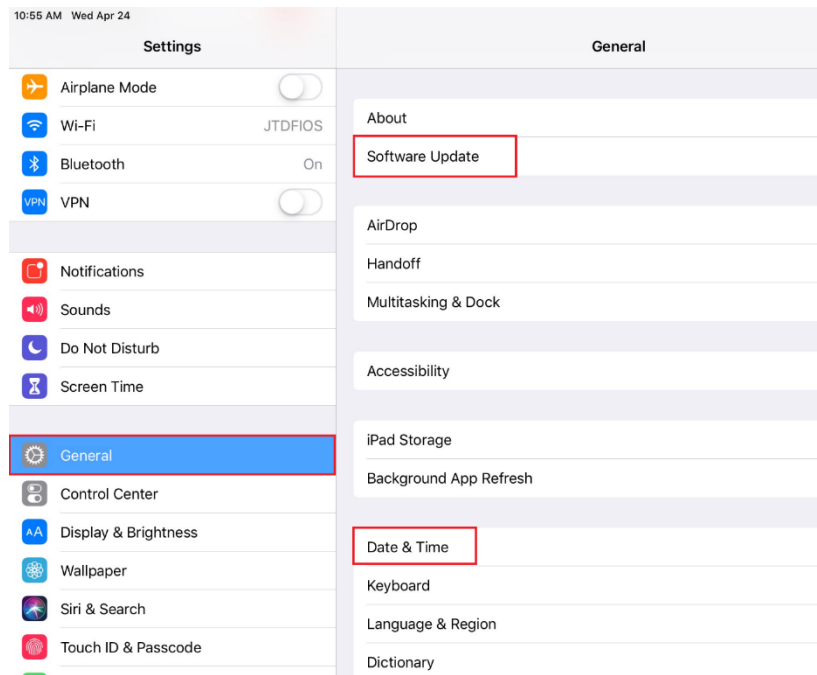 10:55 AM Wed Apr 24
Settings
Airplane Mode
Wi-Fi JTDFIOS
Bluetooth On
VPN VPN
Notifications
Sounds
Do Not Disturb
Screen Time
General
Control Center
AA Display & Brightness
Wallpaper
Siri & Search
Touch ID & Passcode
General
About
Software Update
AirDrop
Handoff
Multitasking & Dock
Accessibility
iPad Storage
Background App Refresh
Date & Time
Keyboard
Language & Region
Dictionary